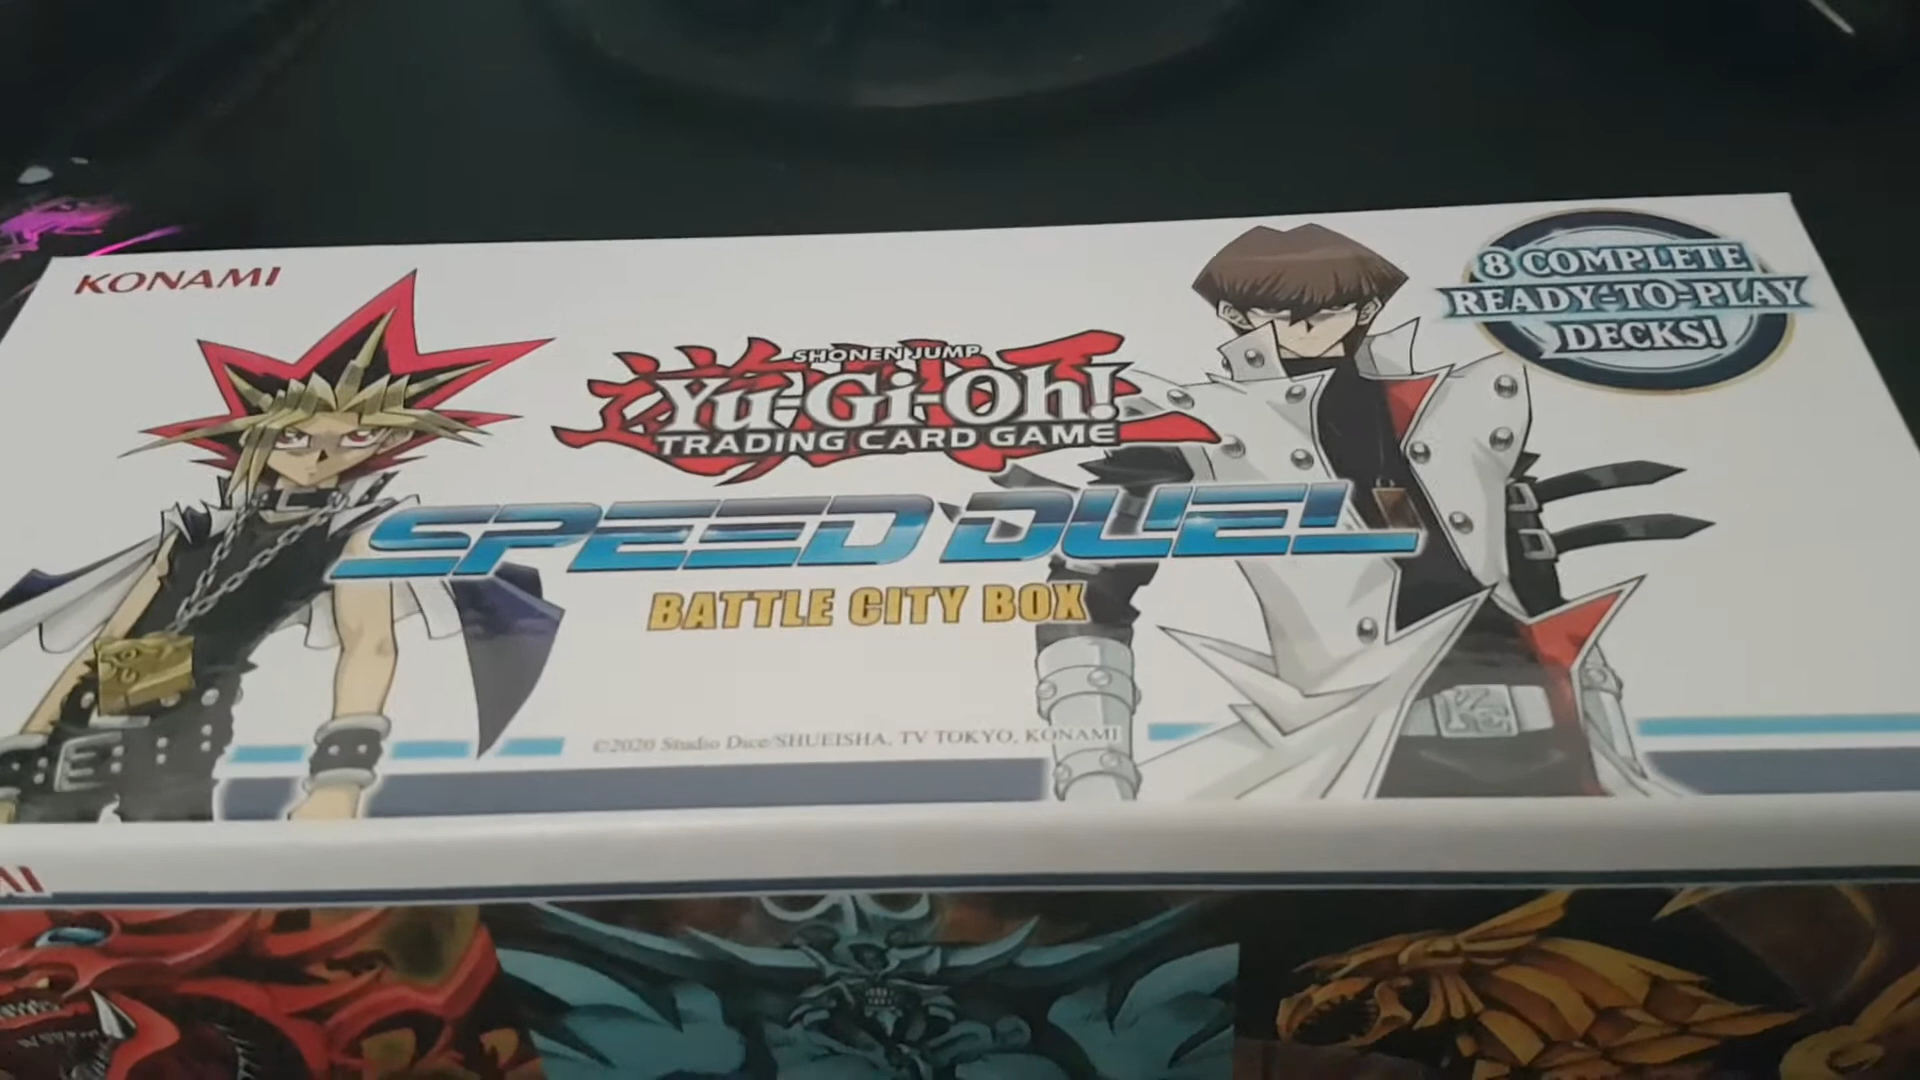 KONAMI
8 COMPLETE
READY-TO-PLAY
DECKS!
SHONEN JUMP
Yu-Gi-Oh!
TRADING CARD GAME
SPEED DUEL
BATTLE CITY BOX
©2020 Studio Dice/SHUEISHA, TV TOKYO, KONAMI
KC